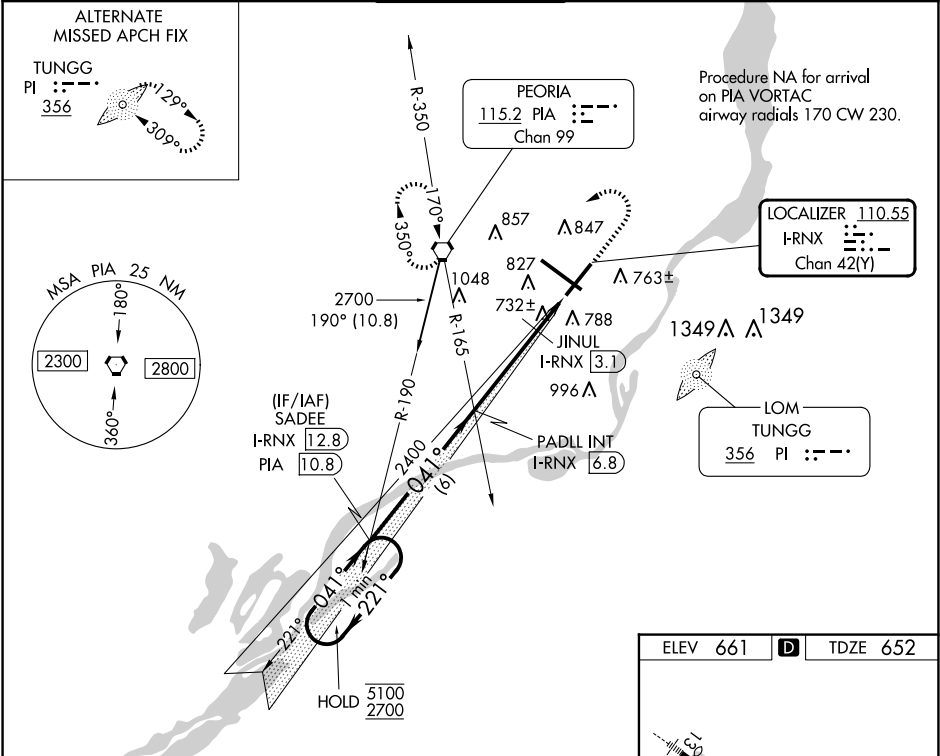 ALTERNATE
MISSED APCH FIX
TUNGG
PI
356
129°
309°
R-350
PEORIA
115.2 PIA
Chan 99
Procedure NA for arrival
on PIA VORTAC
airway radials 170 CW 230.
170°
350°
857
847
LOCALIZER 110.55
I-RNX
Chan 42(Y)
MSA PIA 25 NM
180°
2300
2800
360°
1048
827
763±
2700
190° (10.8)
732±
788
R-165
JINUL
I-RNX 3.1
1349
1349
996
(IF/IAF)
SADEE
I-RNX 12.8
PIA 10.8
R-190
2400
041°
(6)
PADLL INT
I-RNX 6.8
LOM
TUNGG
356 PI
041°
1 min
221°
221°
HOLD 5100
2700
ELEV 661 D TDZE 652
130